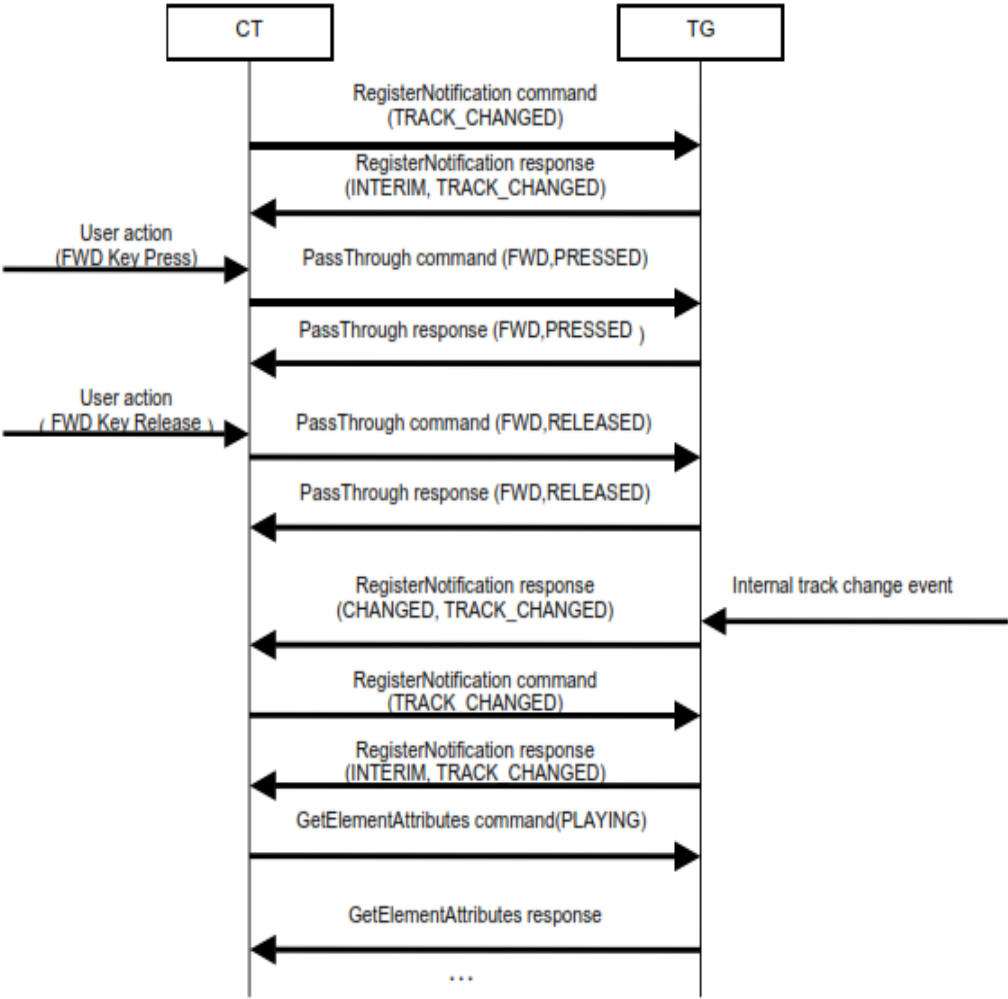 CT
TG
RegisterNotification command
(TRACK_CHANGED)
RegisterNotification response
(INTERIM, TRACK_CHANGED)
User action
(FWD Key Press)
PassThrough command (FWD,PRESSED)
PassThrough response (FWD,PRESSED )
User action
( FWD Key Release )
PassThrough command (FWD,RELEASED)
PassThrough response (FWD,RELEASED)
RegisterNotification response
(CHANGED, TRACK_CHANGED)
Internal track change event
RegisterNotification command
(TRACK_CHANGED)
RegisterNotification response
(INTERIM, TRACK_CHANGED)
GetElementAttributes command(PLAYING)
GetElementAttributes response
...